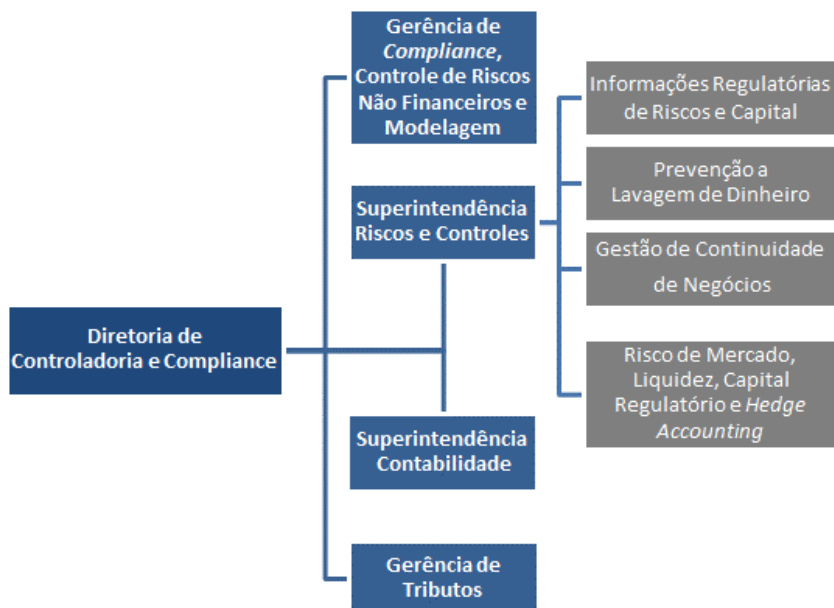 Diretoria de
Controladoria e Compliance
Gerência de
Compliance,
Controle de Riscos
Não Financeiros e
Modelagem
Superintendência
Riscos e Controles
Superintendência
Contabilidade
Gerência de
Tributos
Informações Regulatórias
de Riscos e Capital
Prevenção a
Lavagem de Dinheiro
Gestão de Continuidade
de Negócios
Risco de Mercado,
Liquidez, Capital
Regulatório e Hedge
Accounting